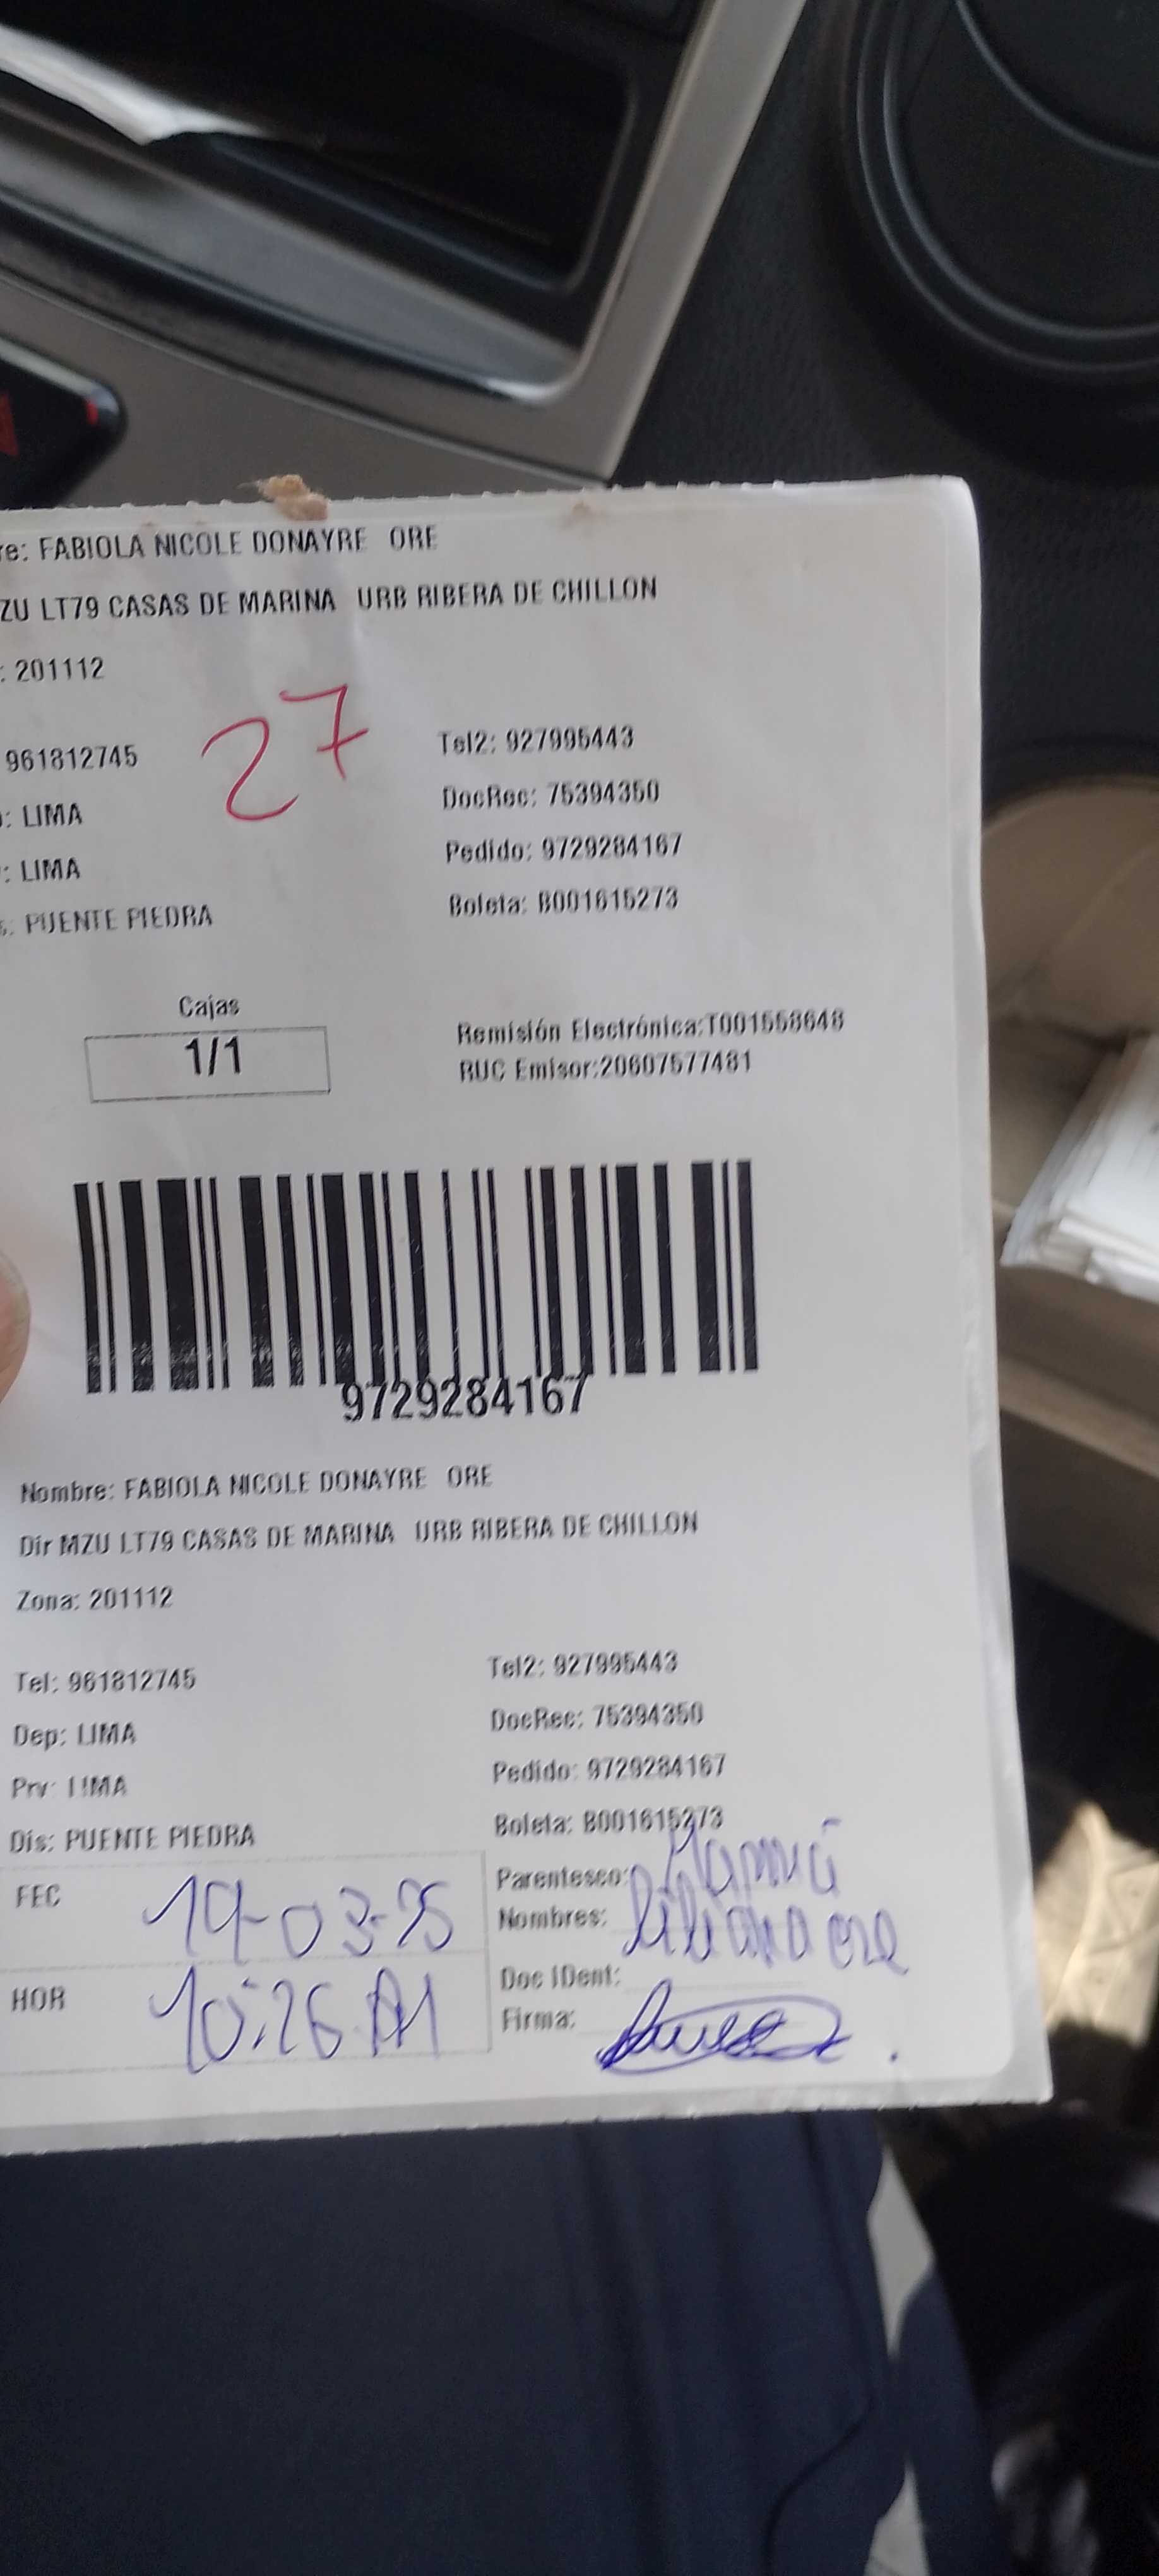 re: FABIOLA NICOLE DONAYRE ORE
ZU LT79 CASAS DE MARINA URB RIBERA DE CHILLON
: 201112
27
961812745 Tel2: 927995443
: LIMA DocRec: 75394350
: LIMA Pedido: 9729284167
: PUENTE PIEDRA Boleta: B001615273
Cajas
1/1
Remisión Electrónica:T001558648
RUC Emisor:20607577481
9729284167
Nombre: FABIOLA NICOLE DONAYRE ORE
Dir MZU LT79 CASAS DE MARINA URB RIBERA DE CHILLON
Zona: 201112
Tel: 961812745 Tel2: 927995443
Dep: LIMA DocRec: 75394350
Prv: LIMA Pedido: 9729284167
Dis: PUENTE PIEDRA Boleta: B001615273
FEC 19-03-25 Parentesco: Mamá
Nombres: Liliana ore
HOR 10:26 AM Doc IDent:
Firma: